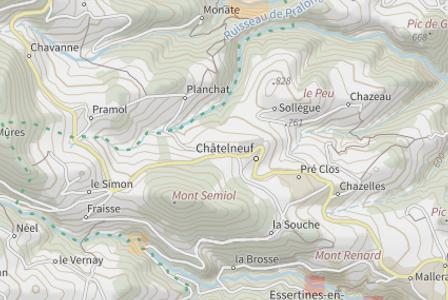 Monate
Ruisseau de Pralong
Pic de G
668
Chavanne
828
Planchat
le Peu
Chazeau
Pramol
Sollègue
761
Mûres
Châtelneuf
600
Pré Clos
le Simon
Chazelles
Mont Semiol
Fraisse
Pic
Néel
la Souche
le Vernay
Mont Renard
la Brosse
Mallera
Essertines-en-